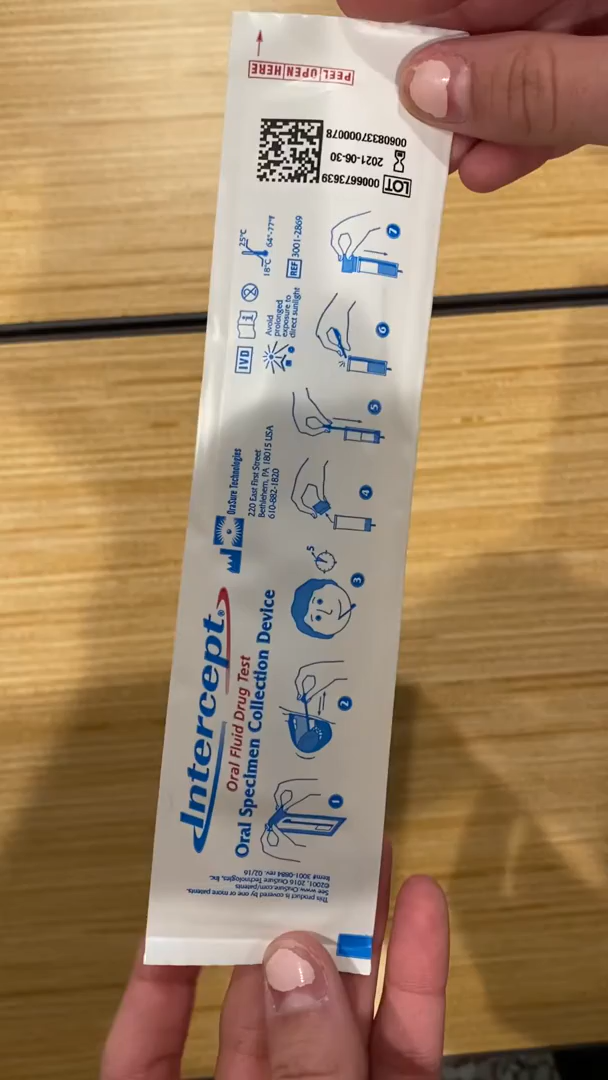 PEEL OPEN HERE
LOT 0006673639
2021-06-30
00608337000078
25°C
18°C 64°-77°F
REF 3001-2869
IVD
i
2
Avoid
prolonged
exposure to
direct sunlight
OraSure Technologies
220 East First Street
Bethlehem, PA 18015 USA
610-882-1820
Intercept®
Oral Fluid Drug Test
Oral Specimen Collection Device
1
2
3
5
4
5
6
7
This product is covered by one or more patents.
See www.OraSure.com/patents
©2001, 2016 OraSure Technologies, Inc.
Item# 3001-0884 rev. 02/16